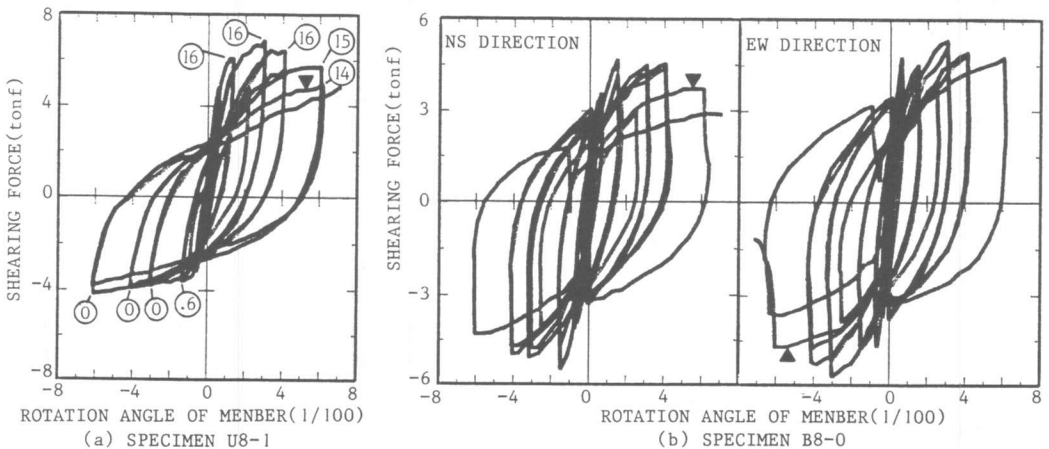 8
4
0
-4
-8
SHEARING FORCE(tonf)
16
16
16
15
14
0
0
0
.6
-8 -4 0 4 8
ROTATION ANGLE OF MENBER(1/100)
(a) SPECIMEN U8-1
6
3
0
-3
-6
SHEARING FORCE(tonf)
NS DIRECTION
EW DIRECTION
-8 -4 0 4
-4 0 4 8
ROTATION ANGLE OF MENBER(1/100)
(b) SPECIMEN B8-0